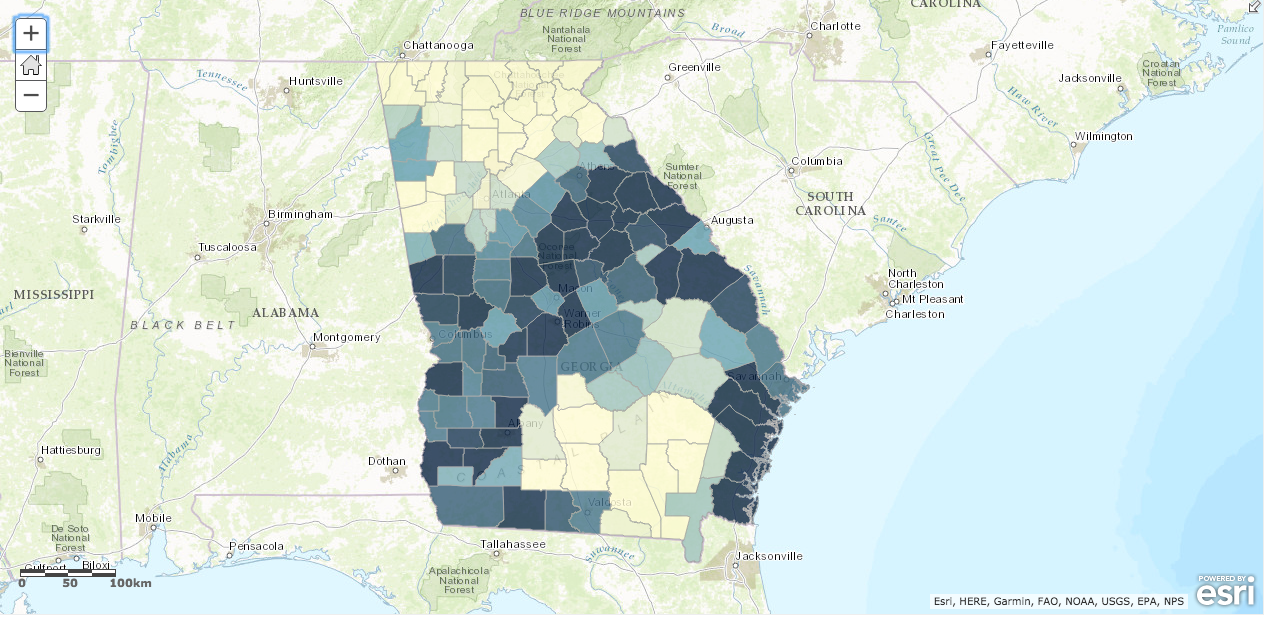 BLUE RIDGE MOUNTAINS
CAROLINA
Nantahala
National
Forest
Broad
Charlotte
Pamlico
Sound
Chattanooga
Fayetteville
Greenville
Croatan
National
Forest
Jacksonville
Tennessee
Huntsville
Haw River
Tombigbee
Wilmington
Great Pee Dee
Athens
Sumter
National
Forest
Columbia
Atlanta
SOUTH
CAROLINA
Starkville
Birmingham
Augusta
Santee
Tuscaloosa
Oconee
National
Forest
Savannah
North
Charleston
MISSISSIPPI
Macon
Mt Pleasant
Charleston
ALABAMA
Warner
Robins
BLACK BELT
Columbus
Montgomery
Bienville
National
Forest
GEORGIA
Savannah
Altamaha
Albany
Alabama
Hattiesburg
Dothan
COASTAL PLAIN
Valdosta
Mobile
De Soto
National
Forest
Pensacola
Tallahassee
Suwannee
Jacksonville
Gulfport
Biloxi
Apalachicola
National
Forest
0 50 100km
Esri, HERE, Garmin, FAO, NOAA, USGS, EPA, NPS
POWERED BY
esri